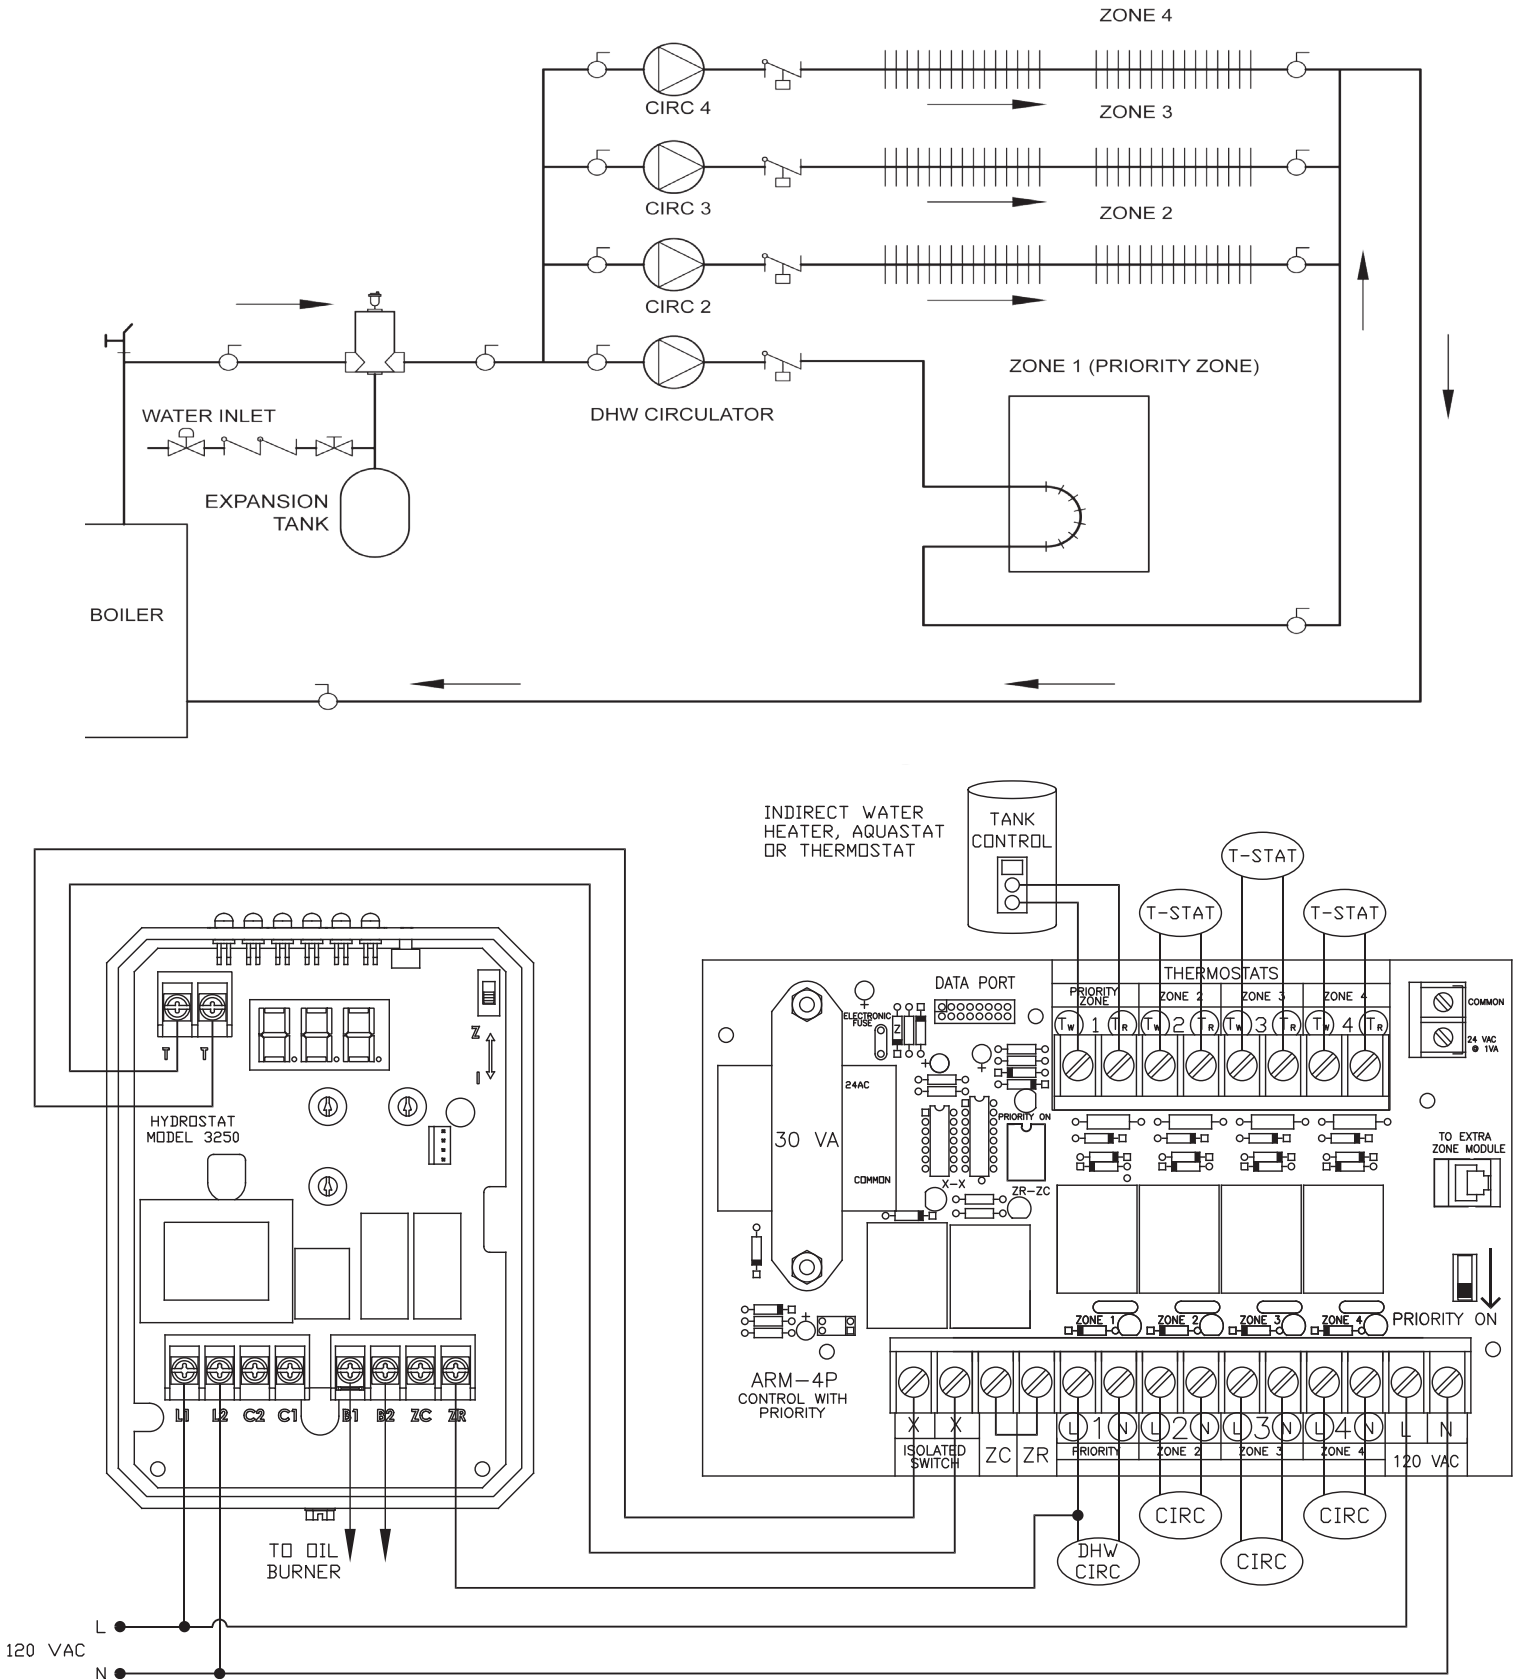 ZONE 4
CIRC 4
ZONE 3
CIRC 3
ZONE 2
CIRC 2
ZONE 1 (PRIORITY ZONE)
DHW CIRCULATOR
WATER INLET
EXPANSION
TANK
BOILER
INDIRECT WATER
HEATER, AQUASTAT
OR THERMOSTAT
TANK
CONTROL
T-STAT
T-STAT
T-STAT
T T
Z
I
HYDROSTAT
MODEL 3250
L1 L2 C2 C1 B1 B2 ZC ZR
TO OIL
BURNER
DATA PORT
ELECTRONIC
FUSE
Z
24AC
30 VA
COMMON
PRIORITY ON
X-X
ZR-ZC
THERMOSTATS
PRIORITY
ZONE
ZONE 2
ZONE 3
ZONE 4
TW 1 TR TW 2 TR TW 3 TR TW 4 TR
COMMON
24 VAC
@ 1VA
TO EXTRA
ZONE MODULE
PRIORITY ON
ZONE 1
ZONE 2
ZONE 3
ZONE 4
ARM-4P
CONTROL WITH
PRIORITY
X X
ISOLATED
SWITCH
ZC ZR
L 1 N L 2 N L 3 N L 4 N L N
PRIORITY
ZONE 2
ZONE 3
ZONE 4
120 VAC
DHW
CIRC
CIRC
CIRC
CIRC
L
120 VAC
N